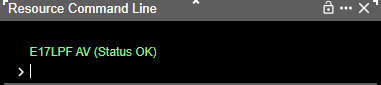 Resource Command Line
E17LPF AV (Status OK)
>